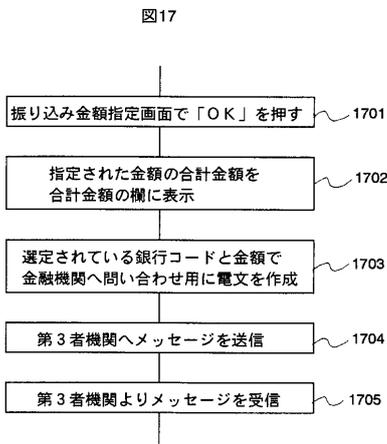 図17
振り込み金額指定画面で「OK」を押す
1701
指定された金額の合計金額を
合計金額の欄に表示
1702
選定されている銀行コードと金額で
金融機関へ問い合わせ用に電文を作成
1703
第3者機関へメッセージを送信
1704
第3者機関よりメッセージを受信
1705